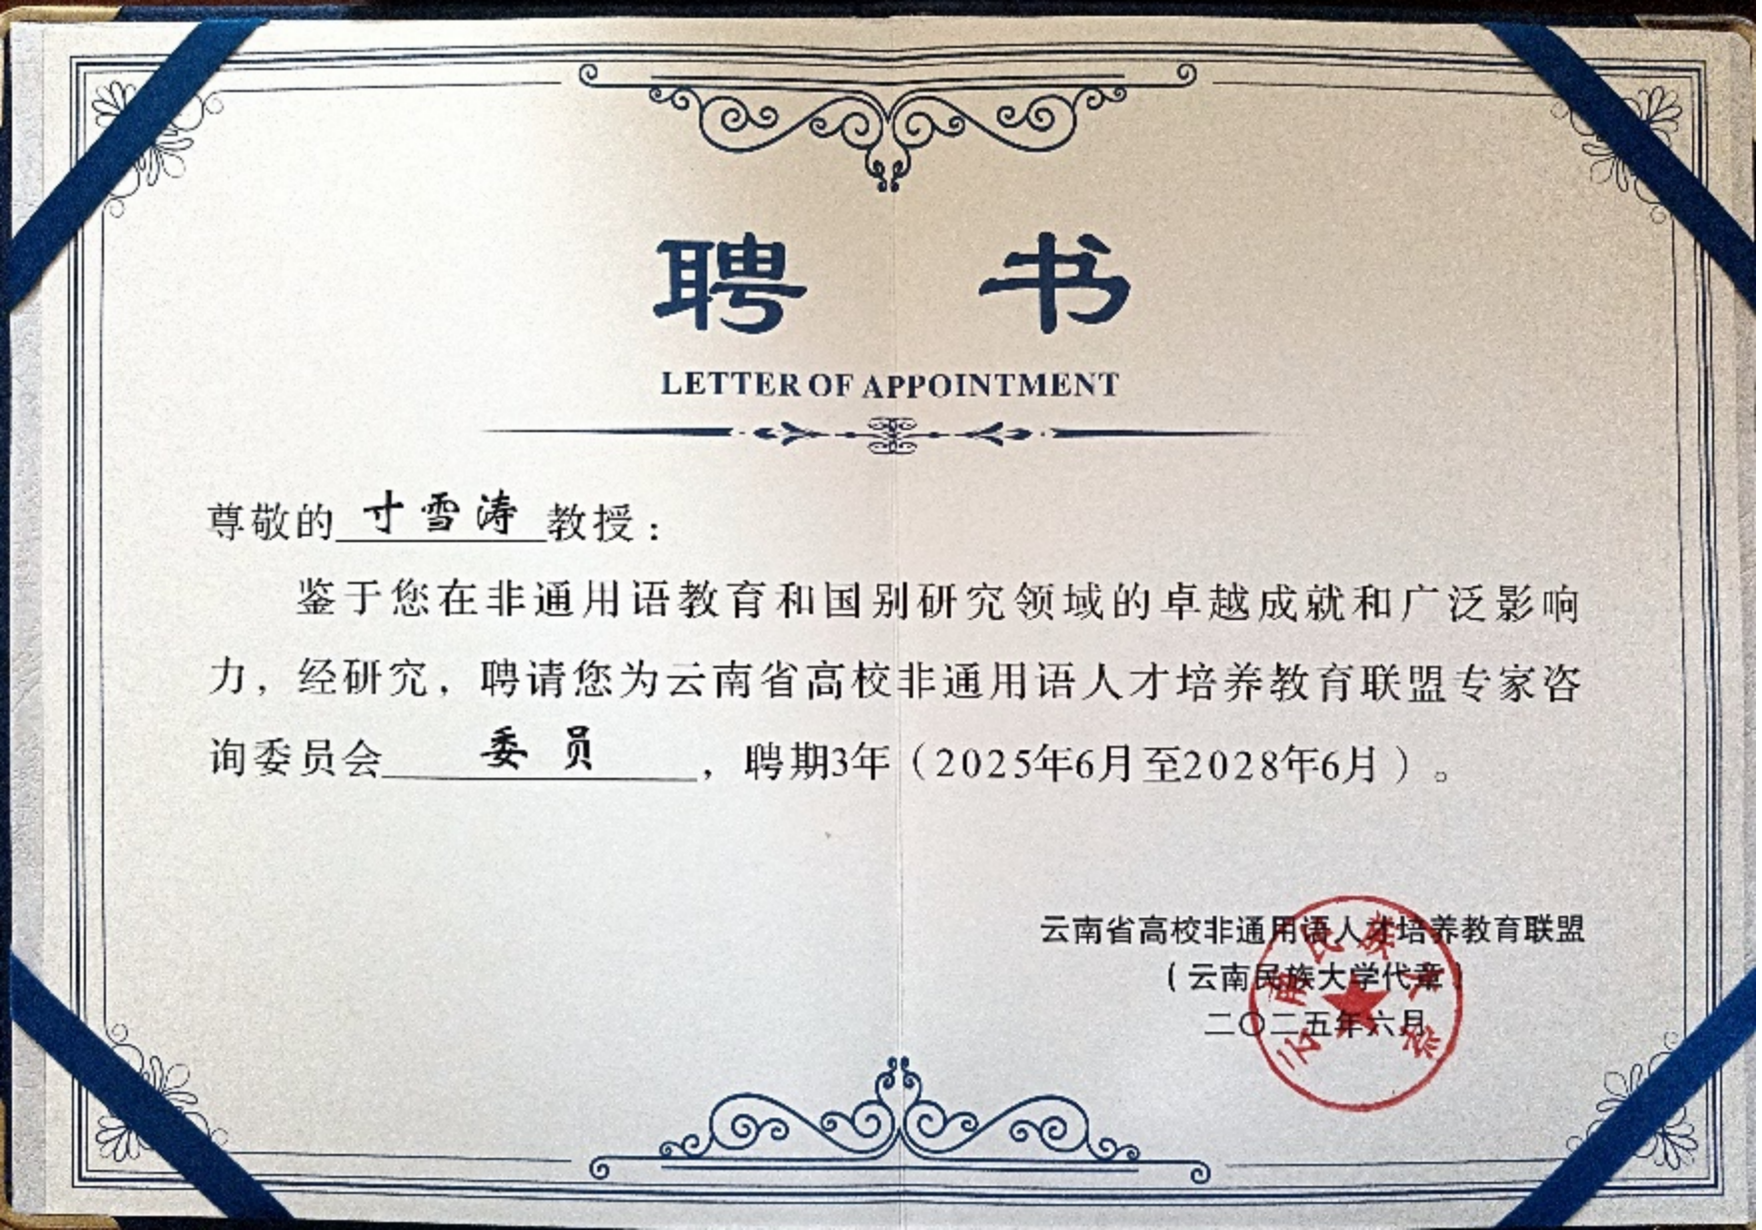 聘 书
LETTER OF APPOINTMENT
尊敬的 寸雪涛 教授：
鉴于您在非通用语教育和国别研究领域的卓越成就和广泛影响
力，经研究，聘请您为云南省高校非通用语人才培养教育联盟专家咨
询委员会 委员 ，聘期3年（2025年6月至2028年6月）。
云南省高校非通用语人才培养教育联盟
（云南民族大学代章）
二〇二五年六月
云南民族大学